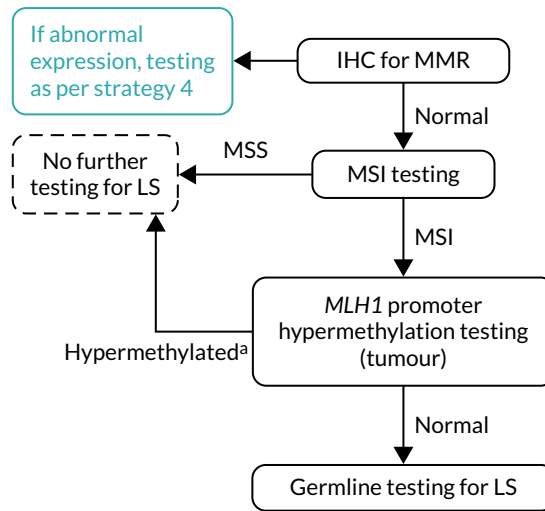 If abnormal
expression, testing
as per strategy 4
IHC for MMR
Normal
No further
testing for LS
MSS
MSI testing
MSI
MLH1 promoter
hypermethylation testing
(tumour)
Hypermethylatedᵃ
Normal
Germline testing for LS